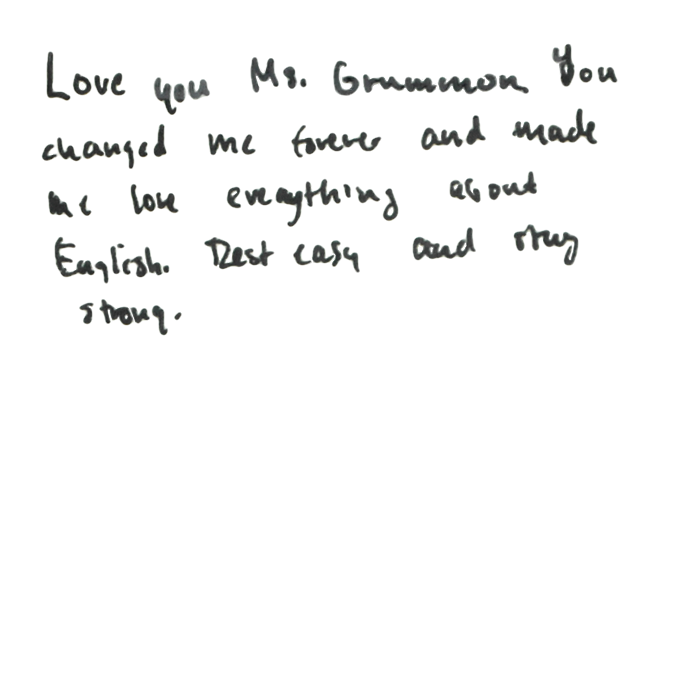 Love you Ms. Grummon You
changed me forever and made
me love everything about
English. Rest easy and stay
strong.